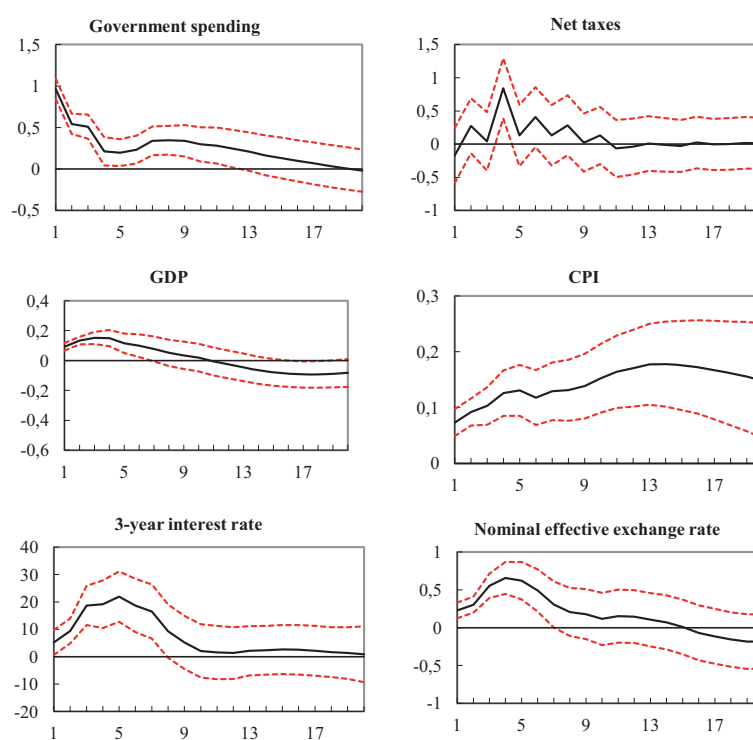 Government spending
1,5
1
0,5
0
-0,5
1 5 9 13 17
Net taxes
1,5
1
0,5
0
-0,5
-1
1 5 9 13 17
GDP
0,4
0,2
0
-0,2
-0,4
-0,6
1 5 9 13 17
CPI
0,3
0,2
0,1
0
1 5 9 13 17
3-year interest rate
40
30
20
10
0
-10
-20
1 5 9 13 17
Nominal effective exchange rate
1
0,5
0
-0,5
-1
1 5 9 13 17